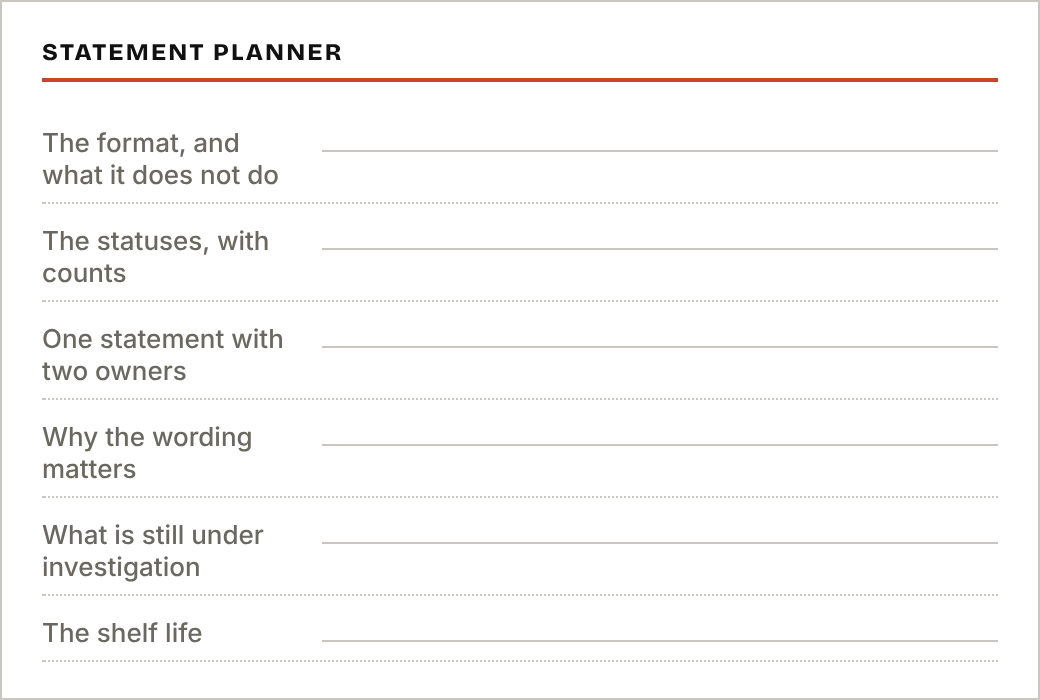 STATEMENT PLANNER
The format, and
what it does not do
The statuses, with
counts
One statement with
two owners
Why the wording
matters
What is still under
investigation
The shelf life